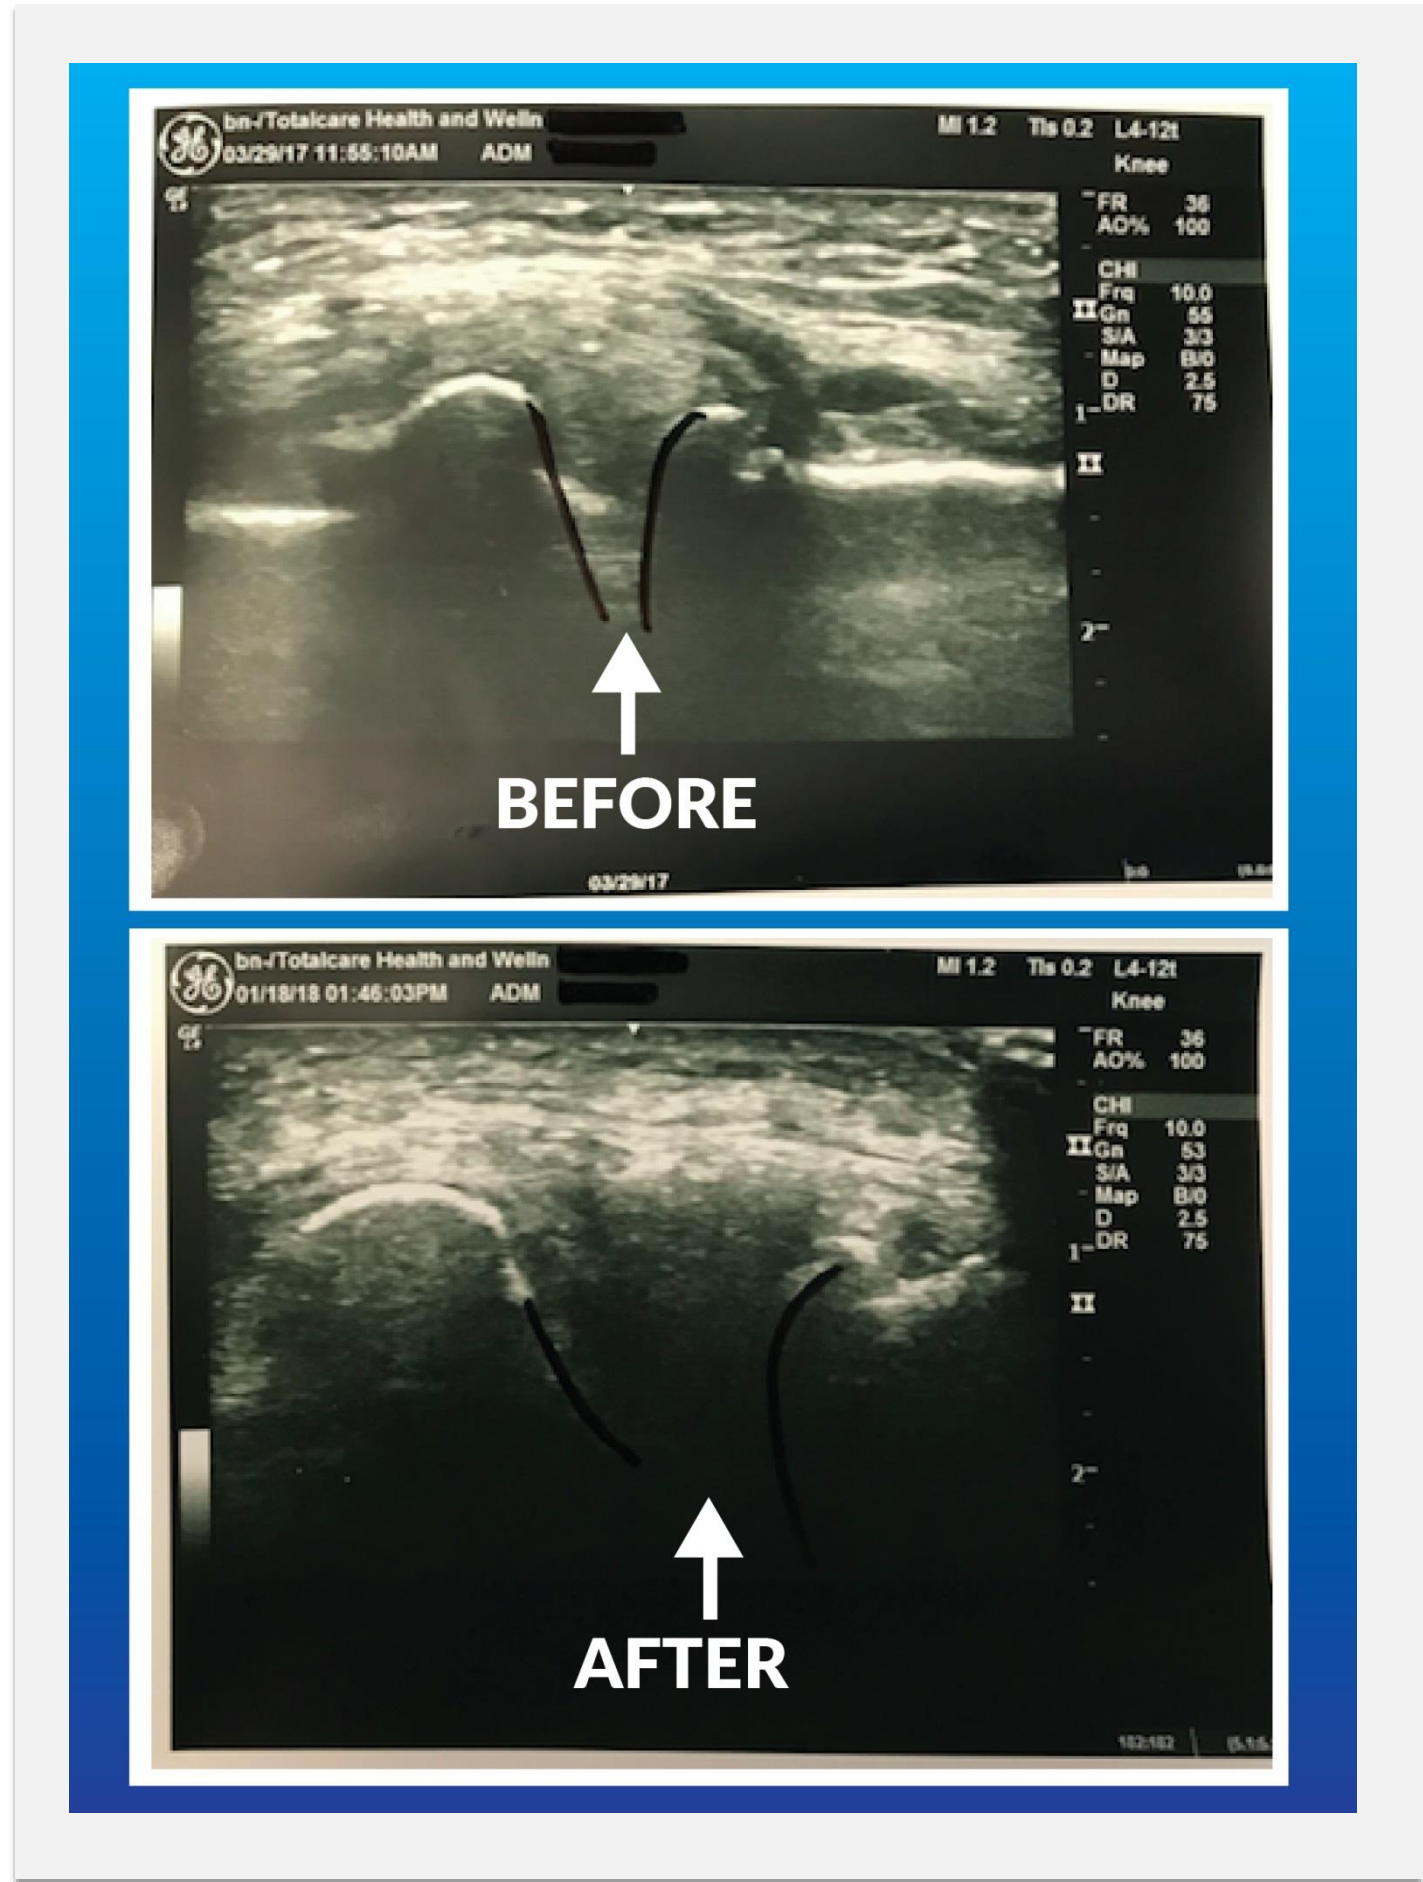 bn-/Totalcare Health and Welln
03/29/17 11:55:10AM ADM
MI 1.2 TIs 0.2 L4-12t
Knee
FR 36
AO% 100
CHI
Frq 10.0
Gn 55
S/A 3/3
Map B/0
D 2.5
DR 75
1
2
BEFORE
03/29/17
bn-/Totalcare Health and Welln
01/18/18 01:46:03PM ADM
MI 1.2 TIs 0.2 L4-12t
Knee
FR 36
AO% 100
CHI
Frq 10.0
Gn 53
S/A 3/3
Map B/0
D 2.5
DR 75
1
2
AFTER
182:182